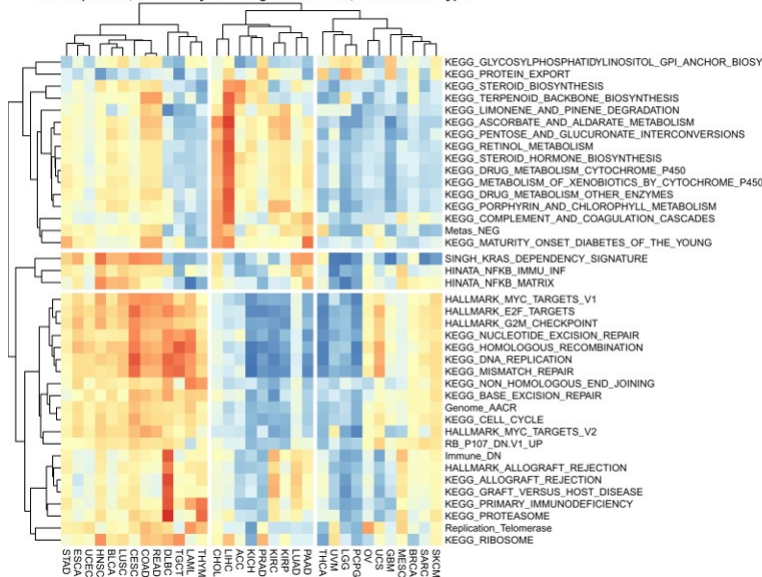 KEGG_GLYCOSYLPHOSPHATIDYLINOSITOL_GPI_ANCHOR_BIOSY
KEGG_PROTEIN_EXPORT
KEGG_STEROID_BIOSYNTHESIS
KEGG_TERPENOID_BACKBONE_BIOSYNTHESIS
KEGG_LIMONENE_AND_PINENE_DEGRADATION
KEGG_ASCORBATE_AND_ALDARATE_METABOLISM
KEGG_PENTOSE_AND_GLUCURONATE_INTERCONVERSIONS
KEGG_RETINOL_METABOLISM
KEGG_STEROID_HORMONE_BIOSYNTHESIS
KEGG_DRUG_METABOLISM_CYTOCHROME_P450
KEGG_METABOLISM_OF_XENOBIOTICS_BY_CYTOCHROME_P450
KEGG_DRUG_METABOLISM_OTHER_ENZYMES
KEGG_PORPHYRIN_AND_CHLOROPHYLL_METABOLISM
KEGG_COMPLEMENT_AND_COAGULATION_CASCADES
Metas_NEG
KEGG_MATURITY_ONSET_DIABETES_OF_THE_YOUNG
SINGH_KRAS_DEPENDENCY_SIGNATURE
HINATA_NFKB_IMMU_INF
HINATA_NFKB_MATRIX
HALLMARK_MYC_TARGETS_V1
HALLMARK_E2F_TARGETS
HALLMARK_G2M_CHECKPOINT
KEGG_NUCLEOTIDE_EXCISION_REPAIR
KEGG_HOMOLOGOUS_RECOMBINATION
KEGG_DNA_REPLICATION
KEGG_MISMATCH_REPAIR
KEGG_NON_HOMOLOGOUS_END_JOINING
KEGG_BASE_EXCISION_REPAIR
Genome_AACR
KEGG_CELL_CYCLE
HALLMARK_MYC_TARGETS_V2
RB_P107_DN.V1_UP
Immune_DN
HALLMARK_ALLOGRAFT_REJECTION
KEGG_ALLOGRAFT_REJECTION
KEGG_GRAFT_VERSUS_HOST_DISEASE
KEGG_PRIMARY_IMMUNODEFICIENCY
KEGG_PROTEASOME
Replication_Telomerase
KEGG_RIBOSOME
STAD
ESCA
UCEC
HNSC
BLCA
LUSC
CESC
COAD
READ
DLBC
TGCT
LAML
THYM
CHOL
LIHC
ACC
KICH
PRAD
KIRC
KIRP
LUAD
PAAD
THCA
UVM
LGG
PCPG
OV
UCS
GBM
MESO
BRCA
SARC
SKCM